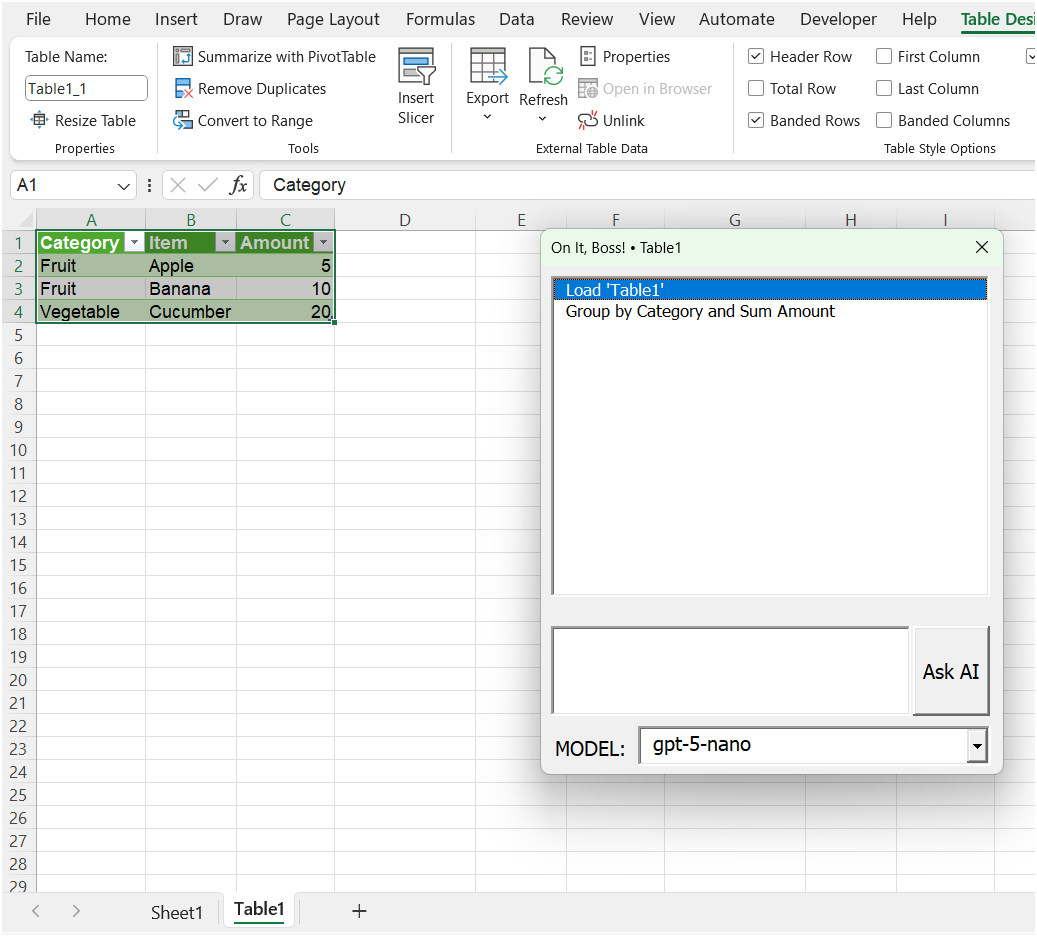 File Home Insert Draw Page Layout Formulas Data Review View Automate Developer Help Table Desi
Table Name:
Table1_1
Resize Table
Properties
Summarize with PivotTable
Remove Duplicates
Convert to Range
Insert
Slicer
Tools
Export
Refresh
Properties
Open in Browser
Unlink
External Table Data
Header Row
Total Row
Banded Rows
First Column
Last Column
Banded Columns
Table Style Options
A1 fx Category
A B C D E F G H I
1 Category Item Amount
2 Fruit Apple 5
3 Fruit Banana 10
4 Vegetable Cucumber 20
5
6
7
8
9
10
11
12
13
14
15
16
17
18
19
20
21
22
23
24
25
26
27
28
29
On It, Boss! • Table1
Load 'Table1'
Group by Category and Sum Amount
Ask AI
MODEL: gpt-5-nano
Sheet1 Table1